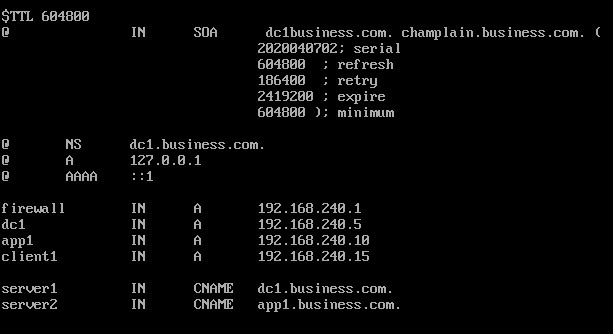 $TTL 604800
@ IN SOA dc1business.com. champlain.business.com. (
2020040702; serial
604800 ; refresh
186400 ; retry
2419200 ; expire
604800 ); minimum
@ NS dc1.business.com.
@ A 127.0.0.1
@ AAAA ::1
firewall IN A 192.168.240.1
dc1 IN A 192.168.240.5
app1 IN A 192.168.240.10
client1 IN A 192.168.240.15
server1 IN CNAME dc1.business.com.
server2 IN CNAME app1.business.com.